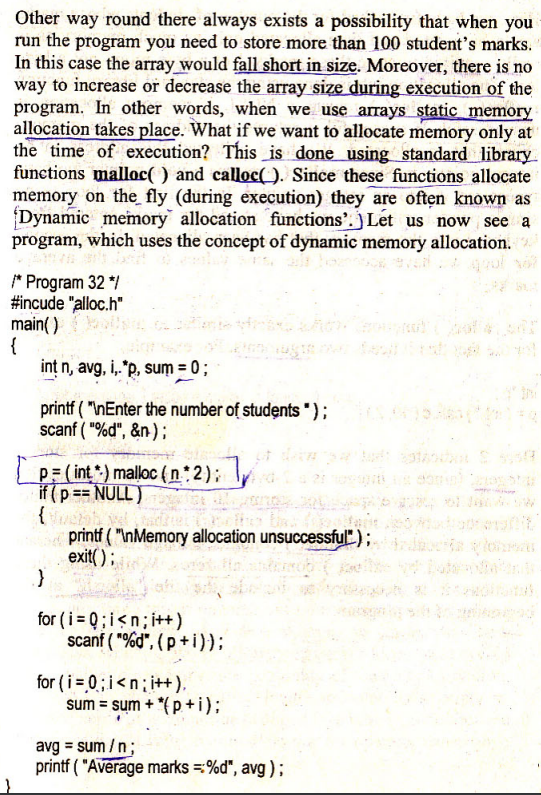 Other way round there always exists a possibility that when you
run the program you need to store more than 100 student's marks.
In this case the array would fall short in size. Moreover, there is no
way to increase or decrease the array size during execution of the
program. In other words, when we use arrays static memory
allocation takes place. What if we want to allocate memory only at
the time of execution? This is done using standard library
functions malloc( ) and calloc( ). Since these functions allocate
memory on the fly (during execution) they are often known as
'Dynamic memory allocation functions'. Let us now see a
program, which uses the concept of dynamic memory allocation.
/* Program 32 */
#incude "alloc.h"
main( )
{
int n, avg, i, *p, sum = 0 ;
printf ( "\nEnter the number of students " ) ;
scanf ( "%d", &n ) ;
p = ( int * ) malloc ( n * 2 ) ;
if ( p == NULL )
{
printf ( "\nMemory allocation unsuccessful" ) ;
exit( ) ;
}
for ( i = 0 ; i < n ; i++ )
scanf ( "%d", ( p + i ) ) ;
for ( i = 0 ; i < n ; i++ )
sum = sum + *( p + i ) ;
avg = sum / n ;
printf ( "Average marks = %d", avg ) ;
}